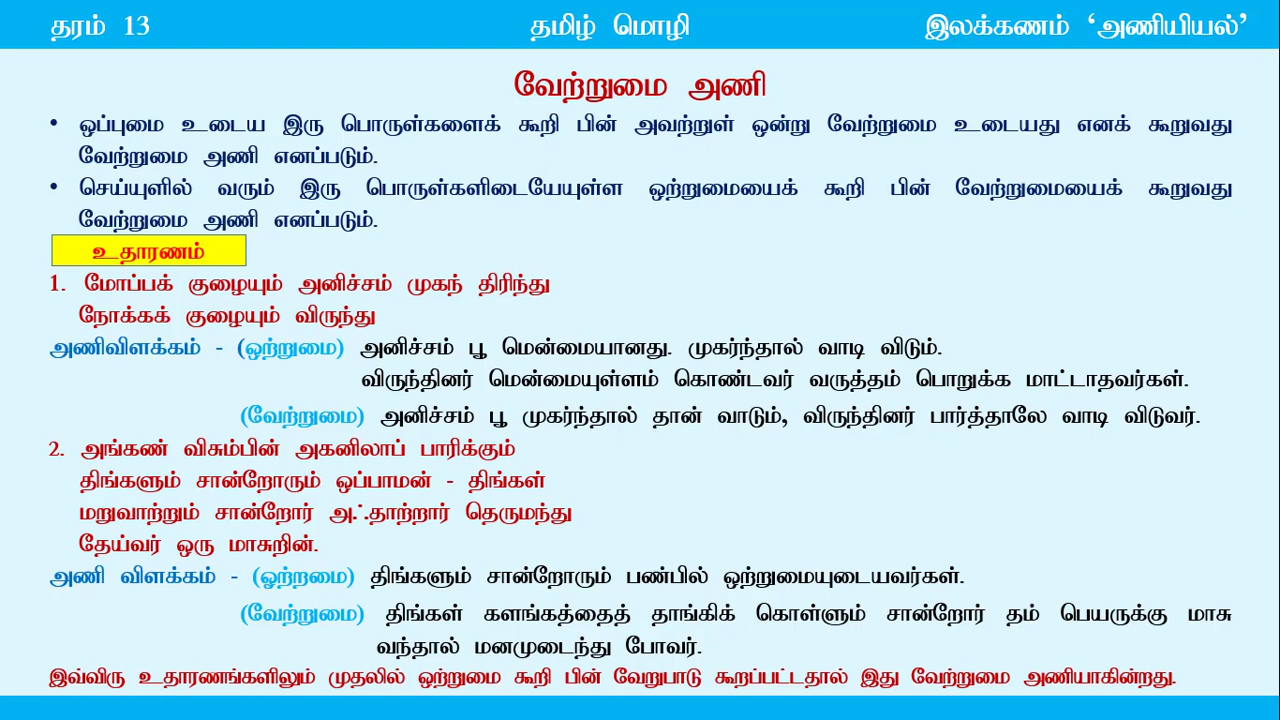 தரம் 13 தமிழ் மொழி இலக்கணம் ‘அணியியல்’
வேற்றுமை அணி
• ஒப்புமை உடைய இரு பொருள்களைக் கூறி பின் அவற்றுள் ஒன்று வேற்றுமை உடையது எனக் கூறுவது
வேற்றுமை அணி எனப்படும்.
• செய்யுளில் வரும் இரு பொருள்களிடையேயுள்ள ஒற்றுமையைக் கூறி பின் வேற்றுமையைக் கூறுவது
வேற்றுமை அணி எனப்படும்.
உதாரணம்
1. மோப்பக் குழையும் அனிச்சம் முகந் திரிந்து
நோக்கக் குழையும் விருந்து
அணிவிளக்கம் - (ஒற்றுமை) அனிச்சம் பூ மென்மையானது. முகர்ந்தால் வாடி விடும்.
விருந்தினர் மென்மையுள்ளம் கொண்டவர் வருத்தம் பொறுக்க மாட்டாதவர்கள்.
(வேற்றுமை) அனிச்சம் பூ முகர்ந்தால் தான் வாடும், விருந்தினர் பார்த்தாலே வாடி விடுவர்.
2. அங்கண் விசும்பின் அகனிலாப் பாரிக்கும்
திங்களும் சான்றோரும் ஒப்பாமன் - திங்கள்
மறுவாற்றும் சான்றோர் அஃதாற்றார் தெருமந்து
தேய்வர் ஒரு மாசுறின்.
அணி விளக்கம் - (ஓற்றமை) திங்களும் சான்றோரும் பண்பில் ஒற்றுமையுடையவர்கள்.
(வேற்றுமை) திங்கள் களங்கத்தைத் தாங்கிக் கொள்ளும் சான்றோர் தம் பெயருக்கு மாசு
வந்தால் மனமுடைந்து போவர்.
இவ்விரு உதாரணங்களிலும் முதலில் ஒற்றுமை கூறி பின் வேறுபாடு கூறப்பட்டதால் இது வேற்றுமை அணியாகின்றது.